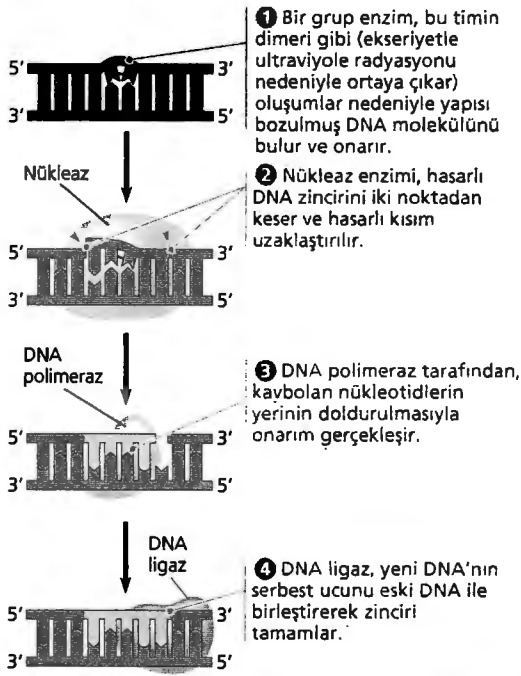 ❶ Bir grup enzim, bu timin
dimeri gibi (ekseriyetle
ultraviyole radyasyonu
nedeniyle ortaya çıkar)
oluşumlar nedeniyle yapısı
bozulmuş DNA molekülünü
bulur ve onarır.
5′ 3′
3′ 5′
Nükleaz
❷ Nükleaz enzimi, hasarlı
DNA zincirini iki noktadan
keser ve hasarlı kısım
uzaklaştırılır.
5′ 3′
3′ 5′
DNA
polimeraz
❸ DNA polimeraz tarafından,
kaybolan nükleotidlerin
yerinin doldurulmasıyla
onarım gerçekleşir.
5′ 3′
3′ 5′
DNA
ligaz
❹ DNA ligaz, yeni DNA'nın
serbest ucunu eski DNA ile
birleştirerek zinciri
tamamlar.
5′ 3′
3′ 5′